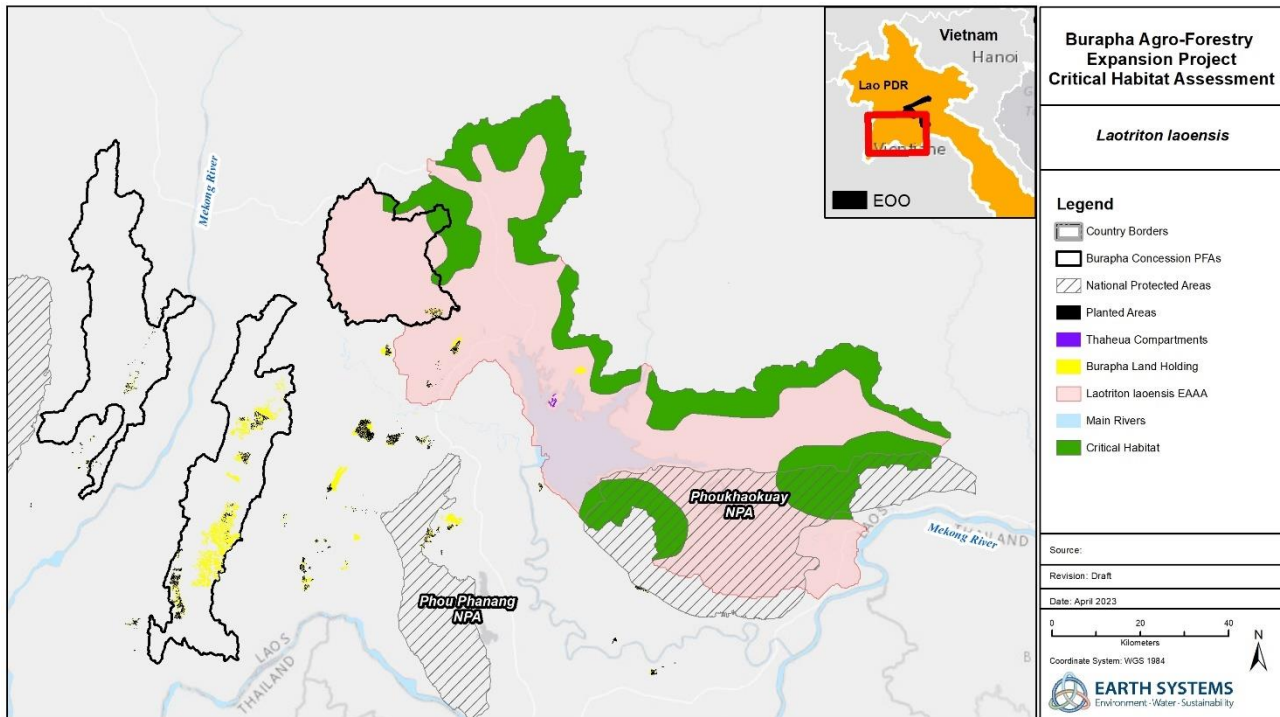 Vietnam
Hanoi
Lao PDR
Vientiane
EOO
Mekong River
Phoukhaokuay
NPA
LAOS
THAILAND
Mekong River
Phou Phanang
NPA
LAOS
THAILAND
Burapha Agro-Forestry
Expansion Project
Critical Habitat Assessment
Laotriton laoensis
Legend
Country Borders
Burapha Concession PFAs
National Protected Areas
Planted Areas
Thaheua Compartments
Burapha Land Holding
Laotriton laoensis EAAA
Main Rivers
Critical Habitat
Source:
Revision: Draft
Date: April 2023
0 20 40
Kilometers
N
Coordinate System: WGS 1984
EARTH SYSTEMS
Environment - Water - Sustainability